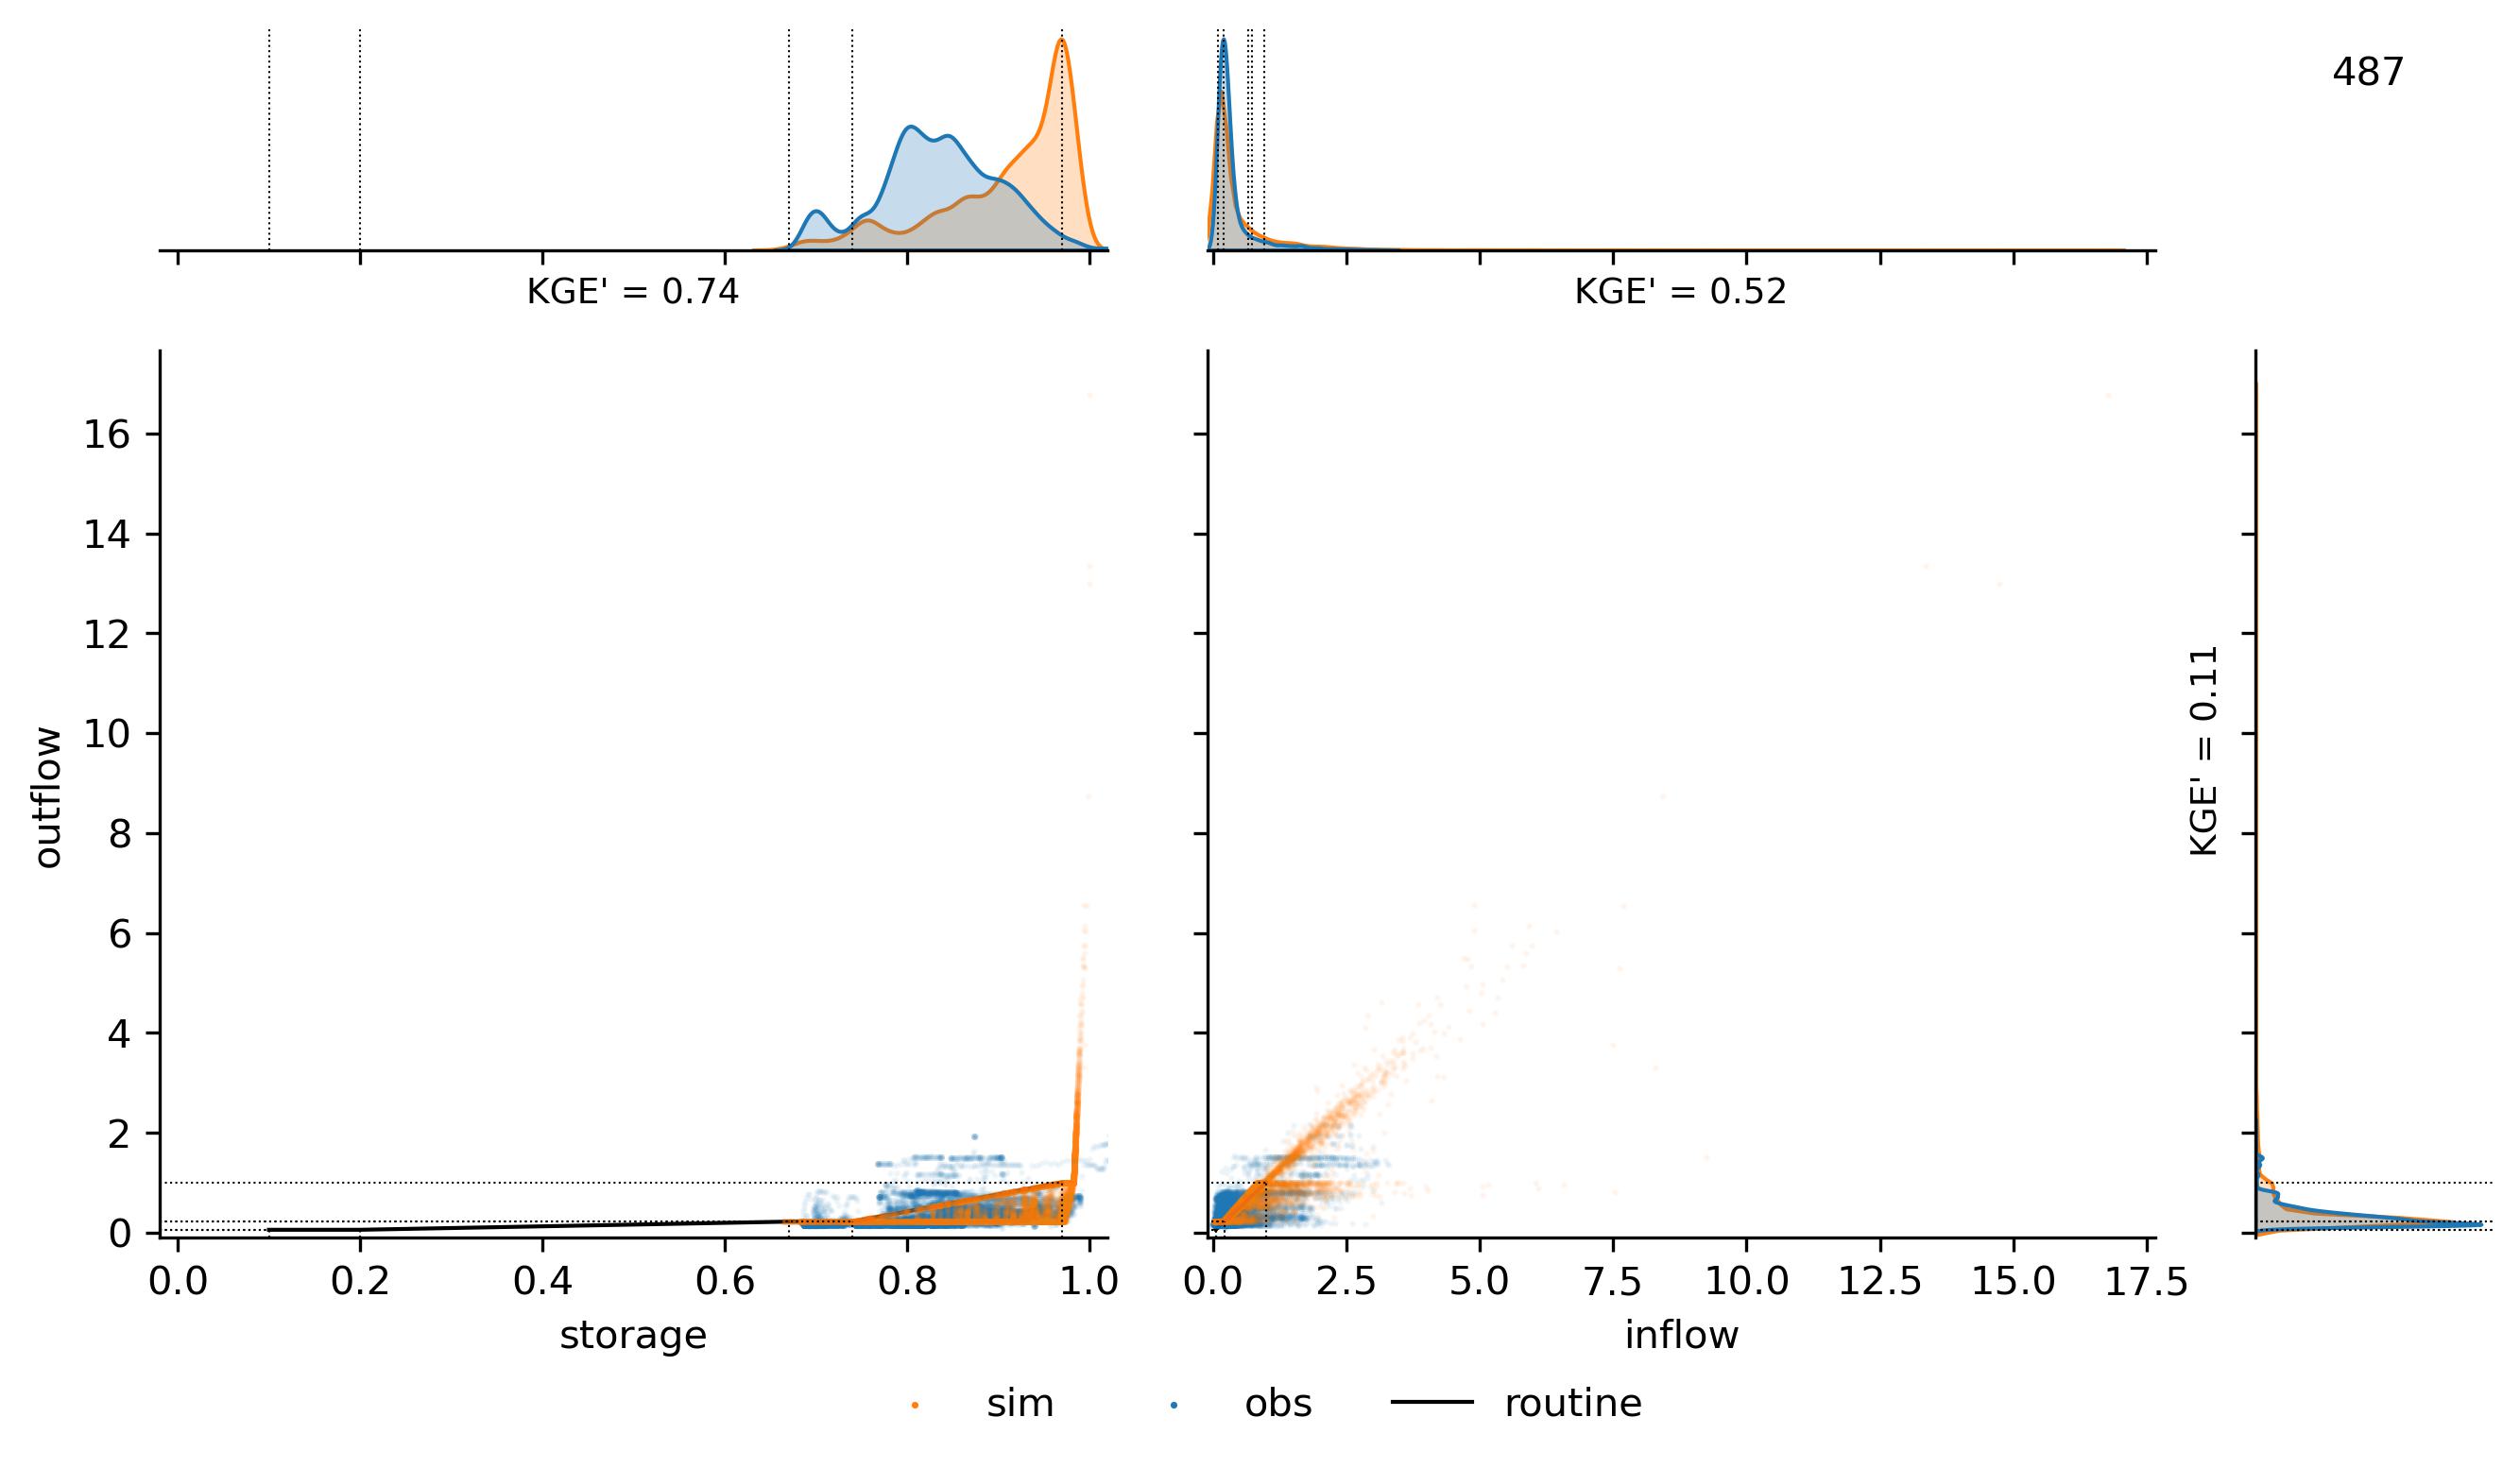 487
KGE' = 0.74
KGE' = 0.52
16
14
12
10
8
6
4
2
0
outflow
KGE' = 0.11
0.0 0.2 0.4 0.6 0.8 1.0
0.0 2.5 5.0 7.5 10.0 12.5 15.0 17.5
storage
inflow
sim obs routine